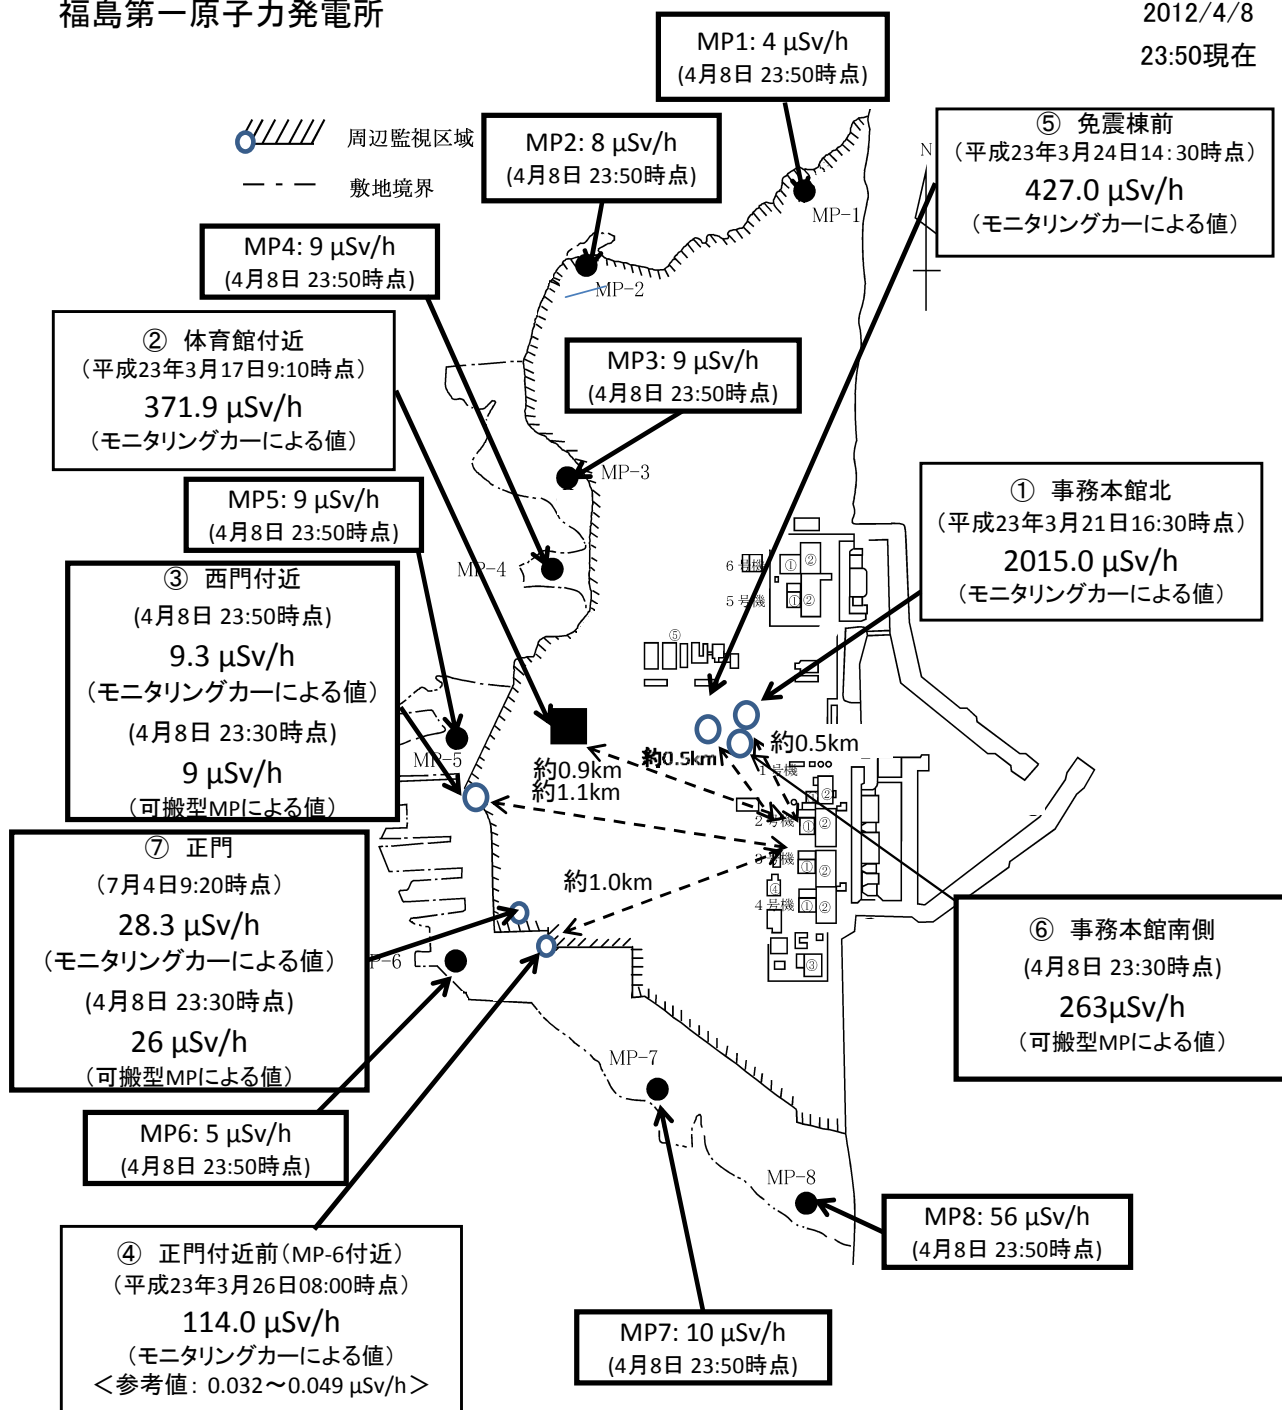 福島第一原子力発電所
2012/4/8
23:50現在
MP1: 4 μSv/h
(4月8日 23:50時点)
周辺監視区域
敷地境界
MP2: 8 μSv/h
(4月8日 23:50時点)
⑤ 免震棟前
（平成23年3月24日14:30時点）
427.0 μSv/h
（モニタリングカーによる値）
N
MP-1
MP4: 9 μSv/h
(4月8日 23:50時点)
MP-2
② 体育館付近
（平成23年3月17日9:10時点）
371.9 μSv/h
（モニタリングカーによる値）
MP3: 9 μSv/h
(4月8日 23:50時点)
MP-3
MP5: 9 μSv/h
(4月8日 23:50時点)
① 事務本館北
（平成23年3月21日16:30時点）
2015.0 μSv/h
（モニタリングカーによる値）
MP-4
③ 西門付近
(4月8日 23:50時点)
9.3 μSv/h
（モニタリングカーによる値）
(4月8日 23:30時点)
9 μSv/h
（可搬型MPによる値）
6号機
①
②
5号機
①
②
⑤
MP-5
約0.9km
約1.1km
約0.5km
約0.5km
1号機
②
2号機
①
②
3号機
①
②
④
4号機
①
②
③
約1.0km
⑦ 正門
(7月4日9:20時点)
28.3 μSv/h
（モニタリングカーによる値）
(4月8日 23:30時点)
26 μSv/h
（可搬型MPによる値）
P-6
⑥ 事務本館南側
(4月8日 23:30時点)
263μSv/h
（可搬型MPによる値）
MP-7
MP6: 5 μSv/h
(4月8日 23:50時点)
MP-8
MP8: 56 μSv/h
(4月8日 23:50時点)
④ 正門付近前（MP-6付近）
（平成23年3月26日08:00時点）
114.0 μSv/h
（モニタリングカーによる値）
＜参考値: 0.032～0.049 μSv/h＞
MP7: 10 μSv/h
(4月8日 23:50時点)